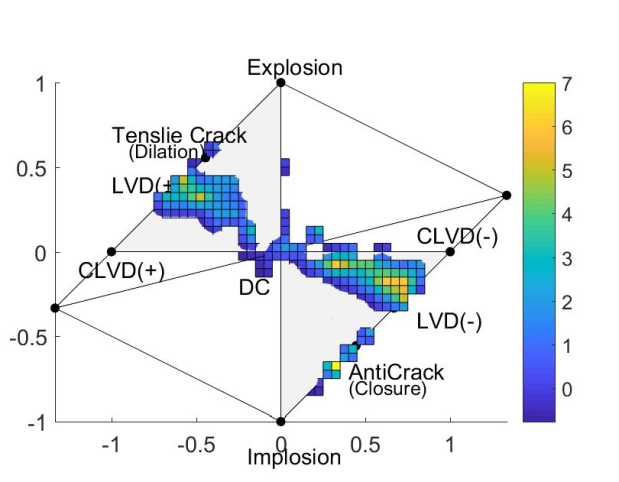 Explosion
1
7
Tenslie Crack
(Dilation)
6
0.5
LVD(+
5
4
CLVD(-)
0
3
CLVD(+)
DC
2
LVD(-)
-0.5
1
AntiCrack
(Closure)
0
-1
-1 -0.5 0 0.5 1
Implosion